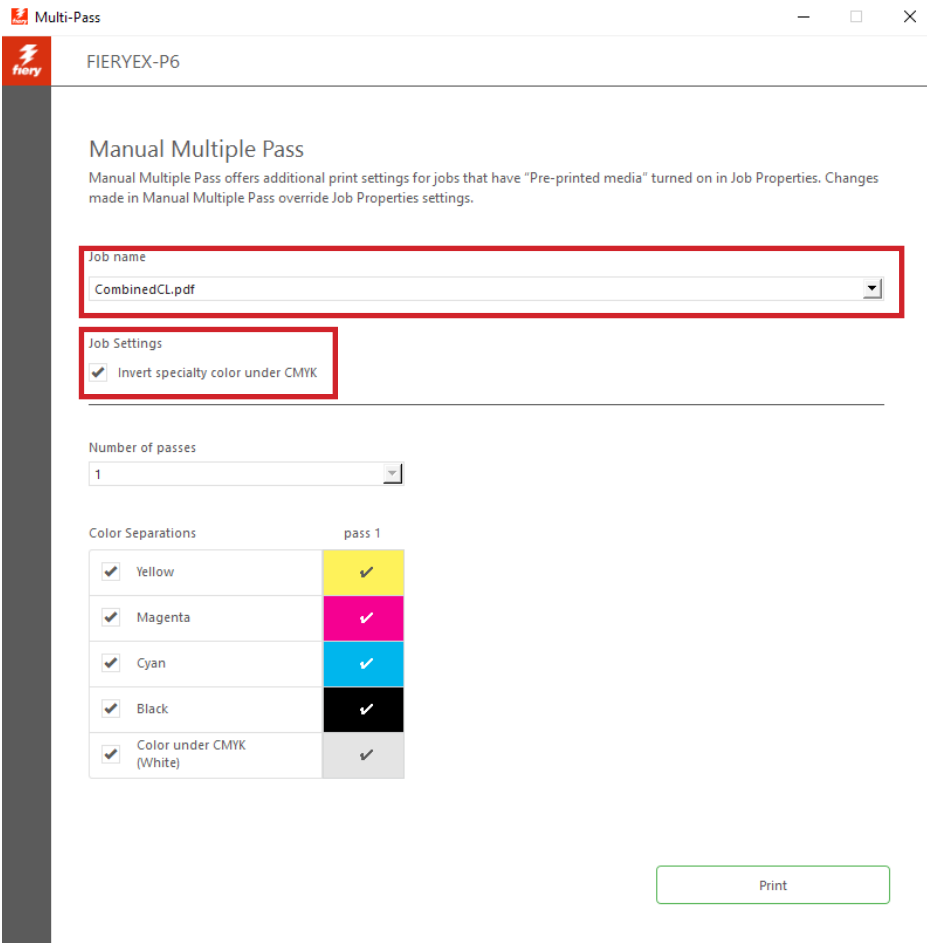 Multi-Pass
fiery
FIERYEX-P6
Manual Multiple Pass
Manual Multiple Pass offers additional print settings for jobs that have “Pre-printed media” turned on in Job Properties. Changes
made in Manual Multiple Pass override Job Properties settings.
Job name
CombinedCL.pdf
Job Settings
Invert specialty color under CMYK
Number of passes
1
Color Separations pass 1
Yellow
Magenta
Cyan
Black
Color under CMYK
(White)
Print